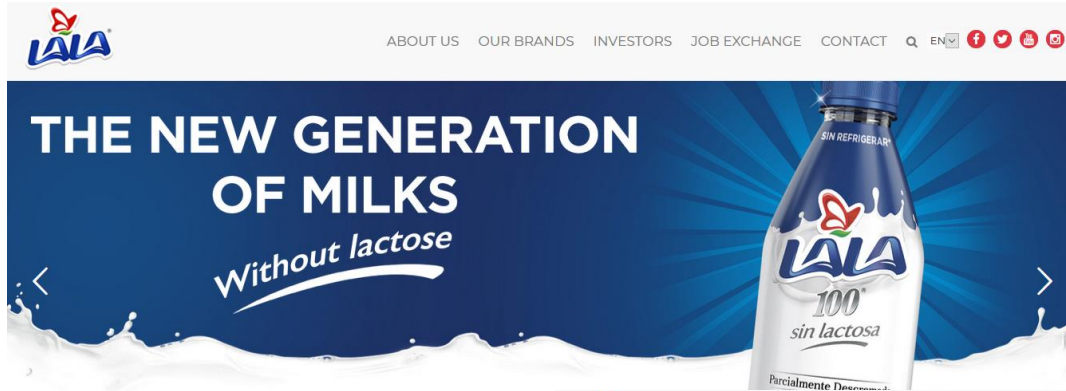 LALA
ABOUT US OUR BRANDS INVESTORS JOB EXCHANGE CONTACT EN
THE NEW GENERATION
OF MILKS
Without lactose
SIN REFRIGERAR*
LALA
100
sin lactosa
Parcialmente